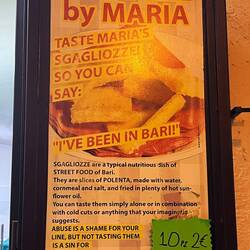 by MARIA
TASTE MARIA'S
SGAGLIOZZE!
SO YOU CAN
SAY:
"I'VE BEEN IN BARI!"
SGAGLIOZZE are a typical nutritious dish of
STREET FOOD of Bari.
They are slices of POLENTA, made with water,
cornmeal and salt, and fried in plenty of hot sun-
flower oil.
You can taste them simply alone or in combination
with cold cuts or anything that your imagination
suggests.
ABUSE IS A SHAME FOR YOUR
LINE, BUT NOT TASTING THEM
IS A SIN FOR
10 2€